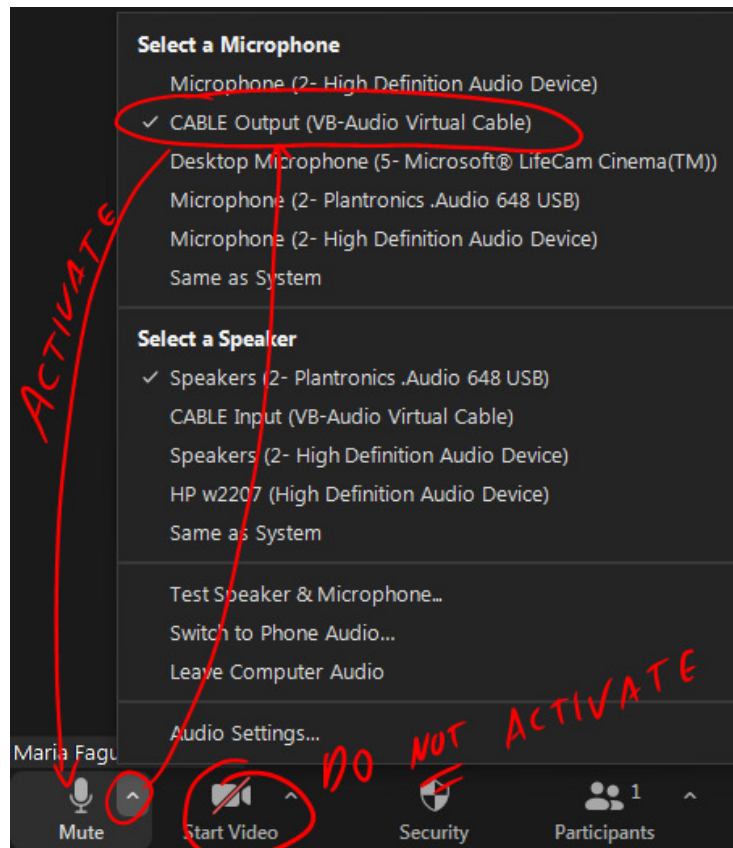 Select a Microphone
Microphone (2- High Definition Audio Device)
✓ CABLE Output (VB-Audio Virtual Cable)
Desktop Microphone (5- Microsoft® LifeCam Cinema(TM))
Microphone (2- Plantronics .Audio 648 USB)
Microphone (2- High Definition Audio Device)
Same as System
ACTIVATE
Select a Speaker
✓ Speakers (2- Plantronics .Audio 648 USB)
CABLE Input (VB-Audio Virtual Cable)
Speakers (2- High Definition Audio Device)
HP w2207 (High Definition Audio Device)
Same as System
Test Speaker & Microphone...
Switch to Phone Audio...
Leave Computer Audio
Audio Settings...
DO NOT ACTIVATE
Maria Fagu
1
Mute Start Video Security Participants